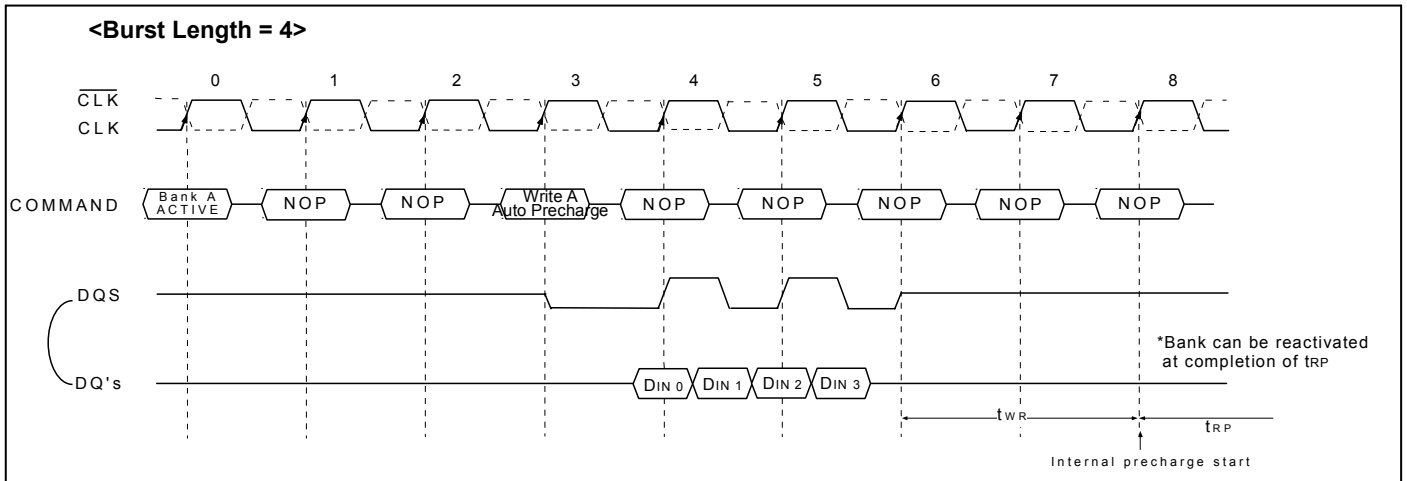 <Burst Length = 4>
0 1 2 3 4 5 6 7 8
CLK
CLK
COMMAND
Bank A
ACTIVE
NOP
NOP
Write A
Auto Precharge
NOP
NOP
NOP
NOP
NOP
DQS
*Bank can be reactivated
at completion of tRP
DQ's
DIN 0 DIN 1 DIN 2 DIN 3
tWR
tRP
Internal precharge start